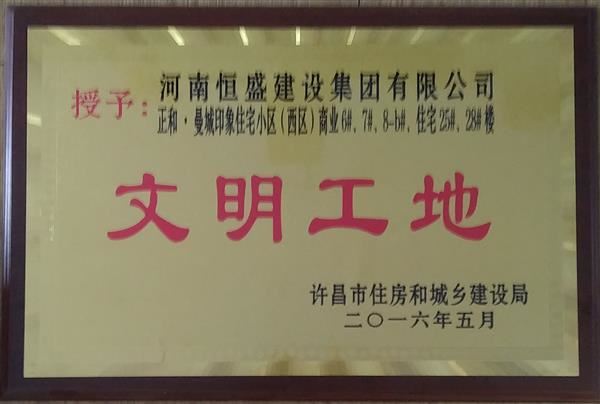 授予：
河南恒盛建设集团有限公司
正和·曼城印象住宅小区（西区）商业6#、7#、8-b#、住宅25#、28#楼
文明工地
许昌市住房和城乡建设局
二〇一六年五月